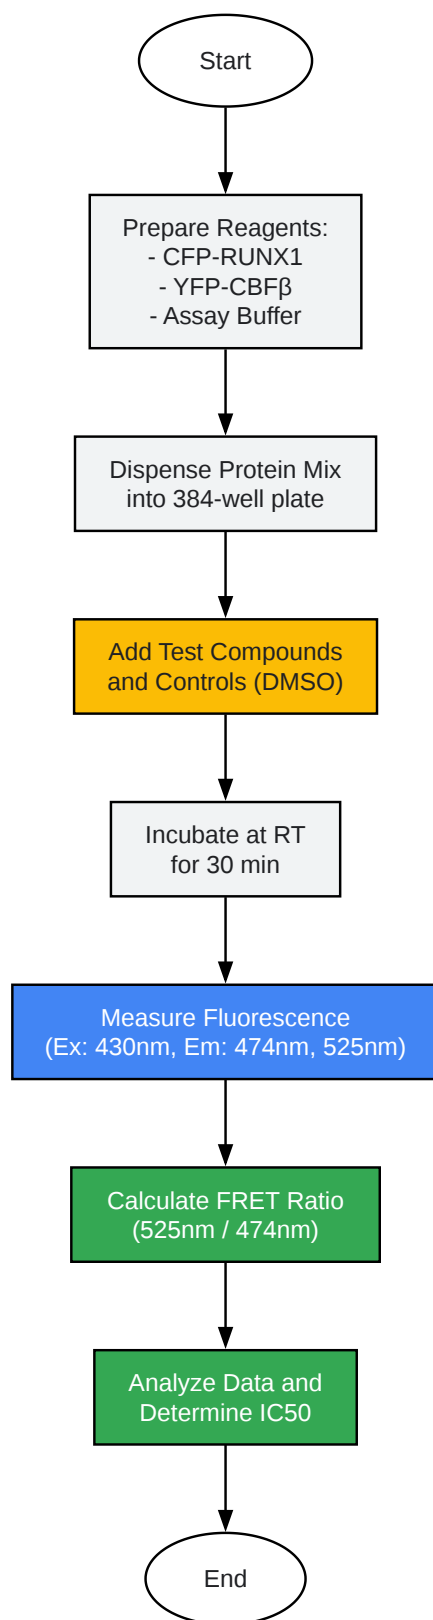 Start
Prepare Reagents:
- CFP-RUNX1
- YFP-CBFβ
- Assay Buffer
Dispense Protein Mix
into 384-well plate
Add Test Compounds
and Controls (DMSO)
Incubate at RT
for 30 min
Measure Fluorescence
(Ex: 430nm, Em: 474nm, 525nm)
Calculate FRET Ratio
(525nm / 474nm)
Analyze Data and
Determine IC50
End